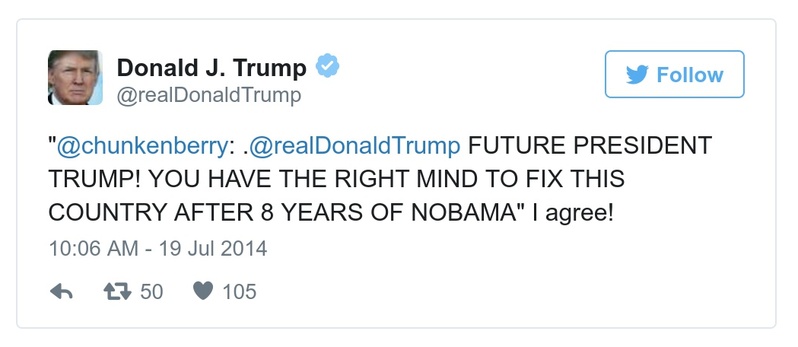 Donald J. Trump
Follow
@realDonaldTrump
"@chunkenberry: .@realDonaldTrump FUTURE PRESIDENT
TRUMP! YOU HAVE THE RIGHT MIND TO FIX THIS
COUNTRY AFTER 8 YEARS OF NOBAMA" I agree!
10:06 AM - 19 Jul 2014
50 105